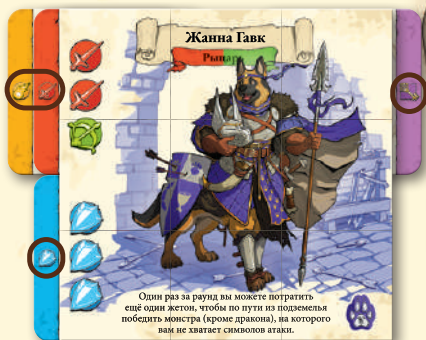 Жанна Гавк
Рыцарь
Один раз за раунд вы можете потратить
ещё один жетон, чтобы по пути из подземелья
победить монстра (кроме дракона), на которого
вам не хватает символов атаки.